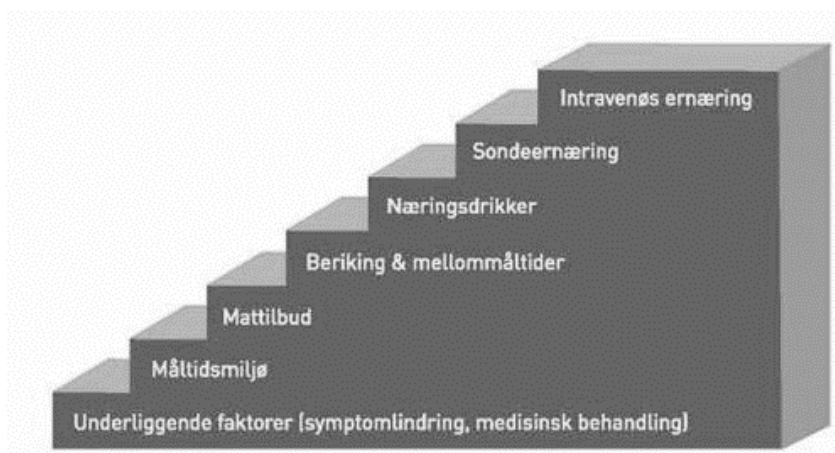 Intravenøs ernæring
Sondeernæring
Næringsdrikker
Beriking & mellommåltider
Mattilbud
Måltidsmiljø
Underliggende faktorer (symptomlindring, medisinsk behandling)